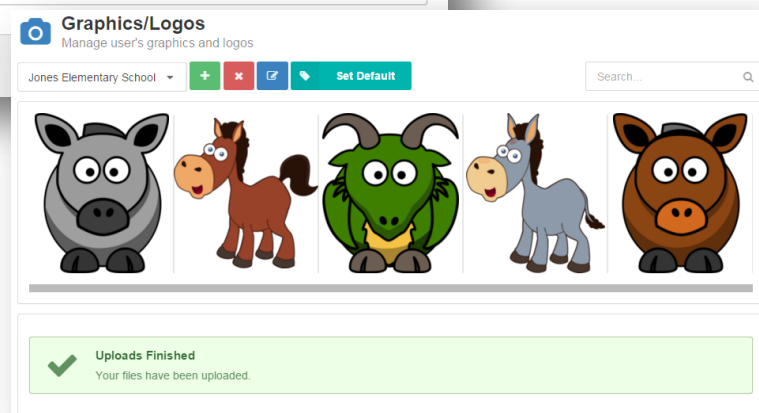 Graphics/Logos
Manage user's graphics and logos
Jones Elementary School
Set Default
Search...
Uploads Finished
Your files have been uploaded.